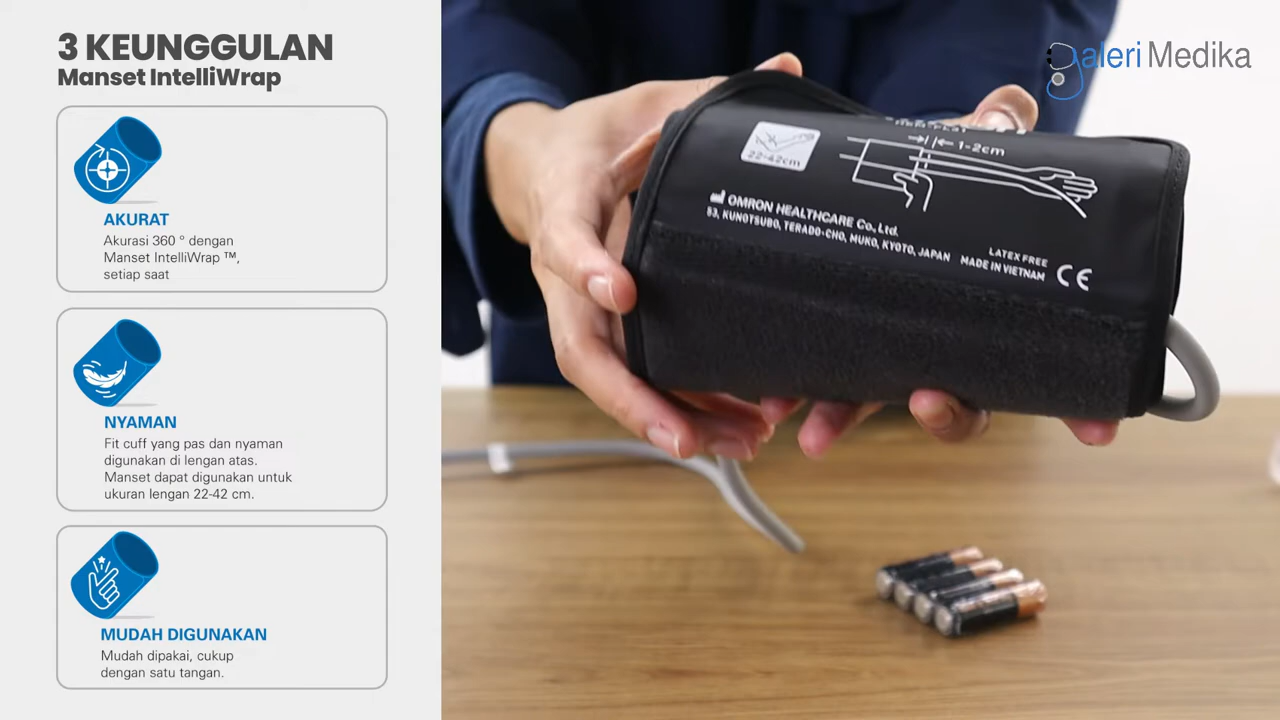 3 KEUNGGULAN
Manset IntelliWrap
AKURAT
Akurasi 360 ° dengan
Manset IntelliWrap ™,
setiap saat
NYAMAN
Fit cuff yang pas dan nyaman
digunakan di lengan atas.
Manset dapat digunakan untuk
ukuran lengan 22-42 cm.
MUDAH DIGUNAKAN
Mudah dipakai, cukup
dengan satu tangan.
galeri Medika
1-2cm
22-42cm
OMRON HEALTHCARE Co., Ltd.
53, KUNOTSUBO, TERADO-CHO, MUKO, KYOTO, JAPAN
LATEX FREE
MADE IN VIETNAM
CE